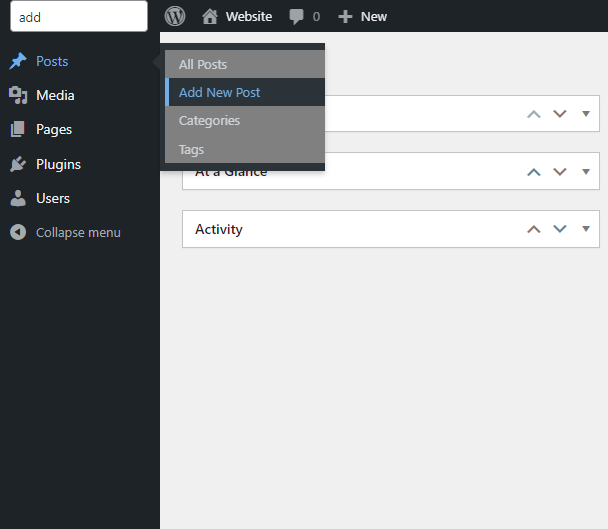 add
Website
0
New
Posts
Media
Pages
Plugins
Users
Collapse menu
All Posts
Add New Post
Categories
Tags
At a Glance
Activity